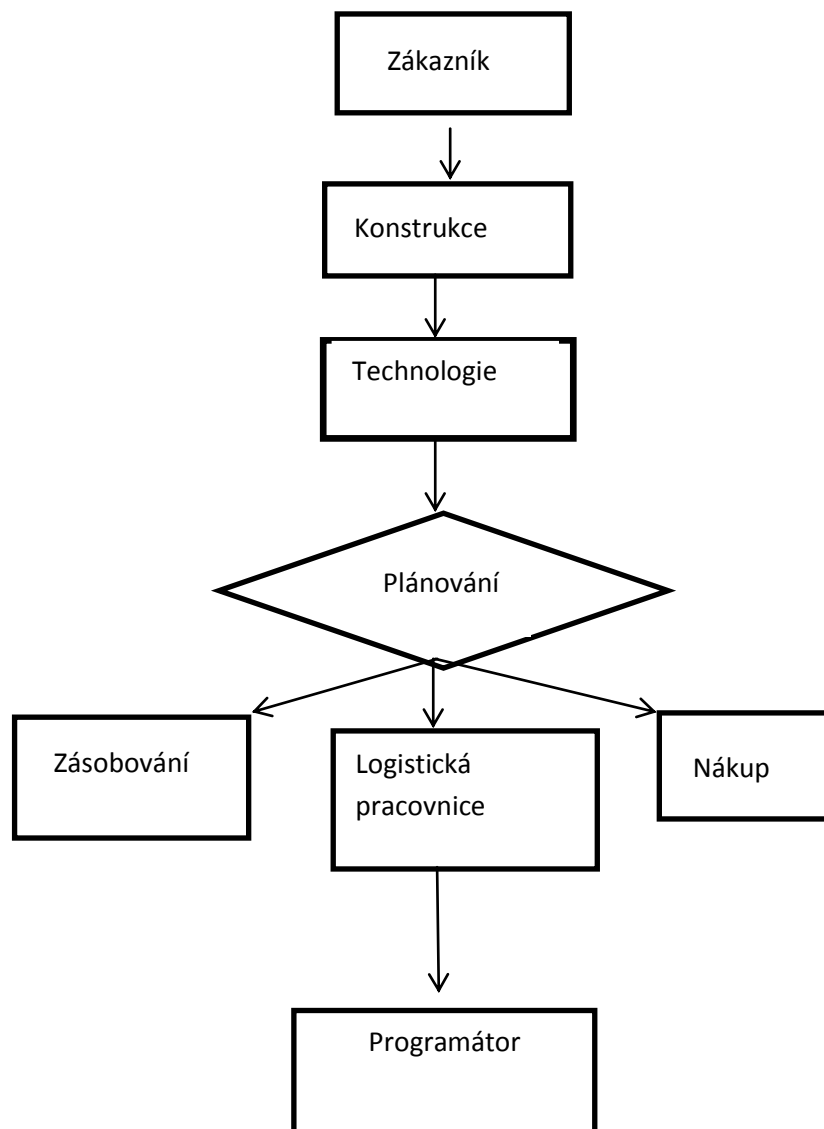 Zákazník
Konstrukce
Technologie
Plánování
Zásobování
Logistická
pracovnice
Nákup
Programátor